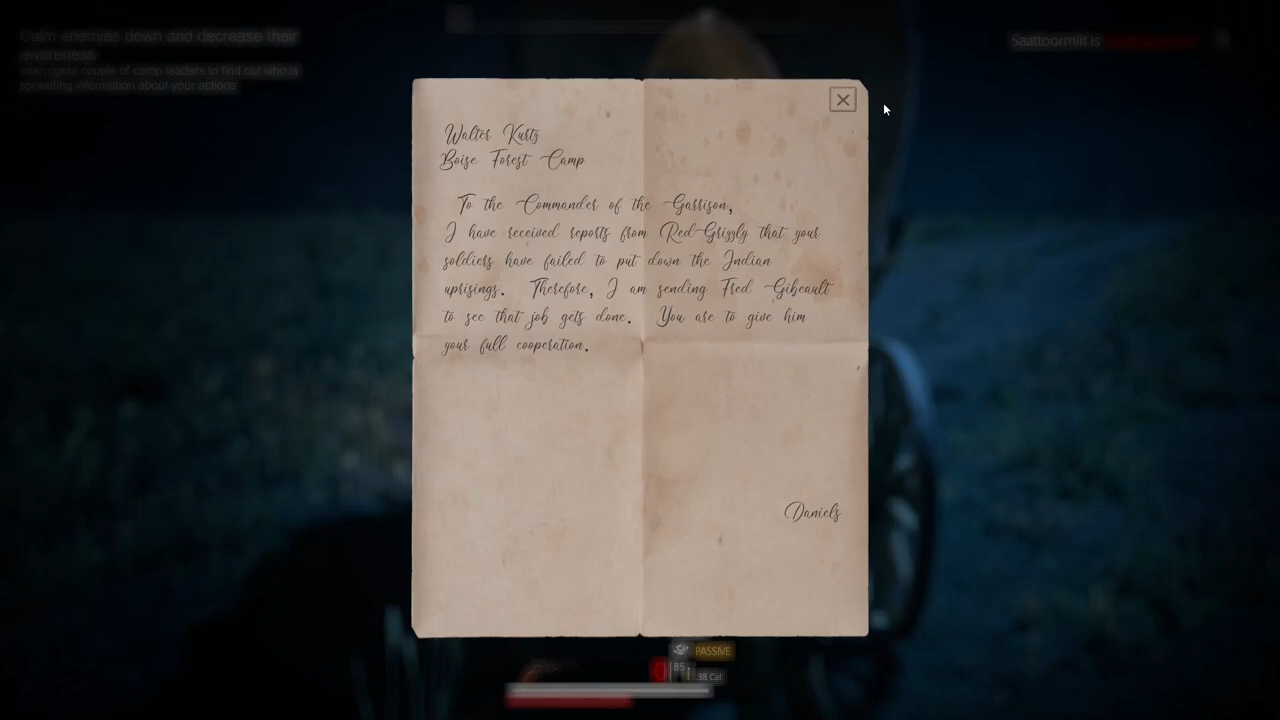 Calm enemies down and decrease their
awareness
Interrogate couple of camp leaders to find out who is
spreading information about your actions
Saattoormiit.is
Walter Kurtz
Boise Forest Camp
To the Commander of the Garrison,
I have received reports from Red-Grizzly that your
soldiers have failed to put down the Indian
uprisings. Therefore, I am sending Fred Gibeault
to see that job gets done. You are to give him
your full cooperation.
Daniels
PASSIVE
85
38 Cal